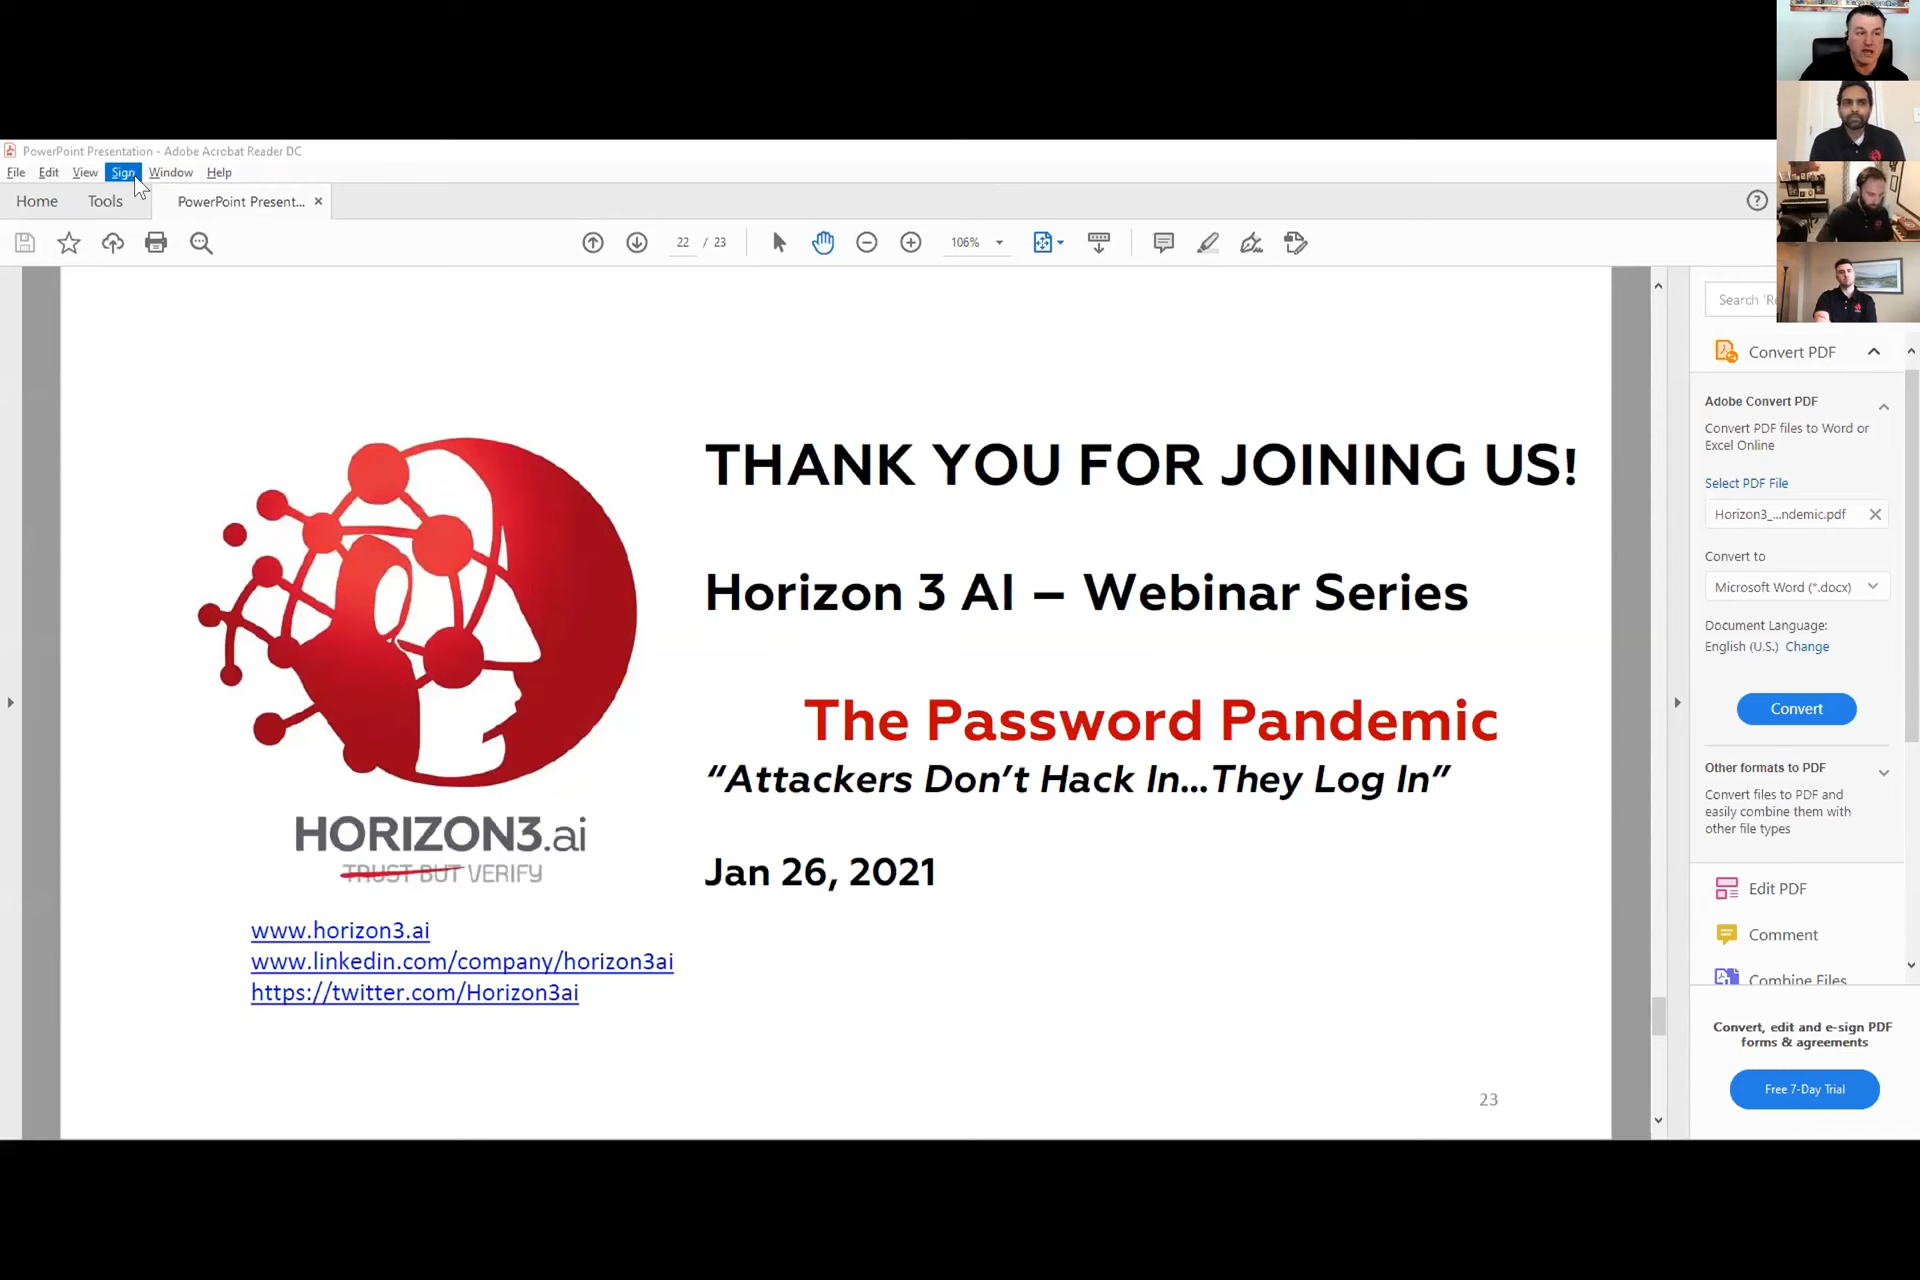 PowerPoint Presentation - Adobe Acrobat Reader DC
File Edit View Sign Window Help
Home Tools PowerPoint Present... ×
22 / 23 106%
Search 'R
Convert PDF
Adobe Convert PDF
Convert PDF files to Word or
Excel Online
Select PDF File
Horizon3_...ndemic.pdf
Convert to
Microsoft Word (*.docx)
Document Language:
English (U.S.) Change
Convert
Other formats to PDF
Convert files to PDF and
easily combine them with
other file types
Edit PDF
Comment
Combine Files
Convert, edit and e-sign PDF
forms & agreements
Free 7-Day Trial
THANK YOU FOR JOINING US!
Horizon 3 AI – Webinar Series
The Password Pandemic
“Attackers Don’t Hack In...They Log In”
Jan 26, 2021
HORIZON3.ai
TRUST BUT VERIFY
www.horizon3.ai
www.linkedin.com/company/horizon3ai
https://twitter.com/Horizon3ai
23